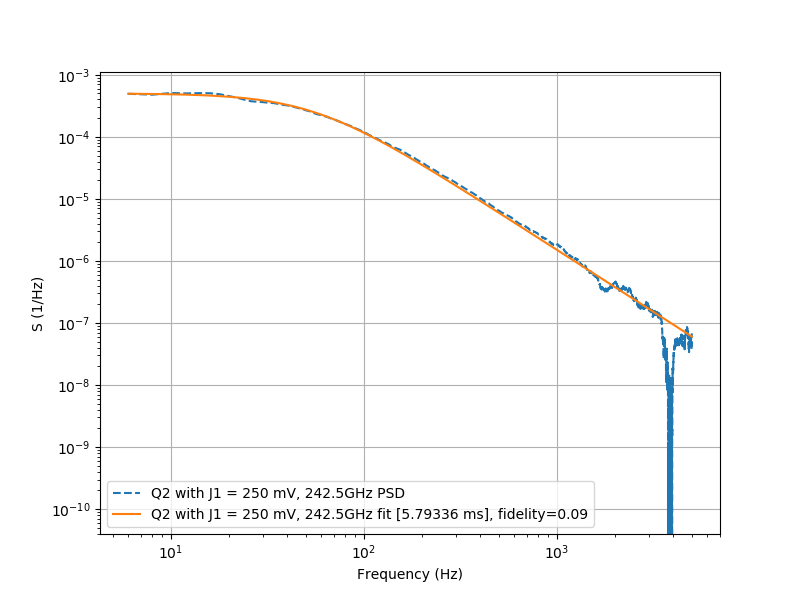 10⁻³
10⁻⁴
10⁻⁵
10⁻⁶
10⁻⁷
10⁻⁸
10⁻⁹
10⁻¹⁰
S (1/Hz)
Q2 with J1 = 250 mV, 242.5GHz PSD
Q2 with J1 = 250 mV, 242.5GHz fit [5.79336 ms], fidelity=0.09
10¹ 10² 10³
Frequency (Hz)